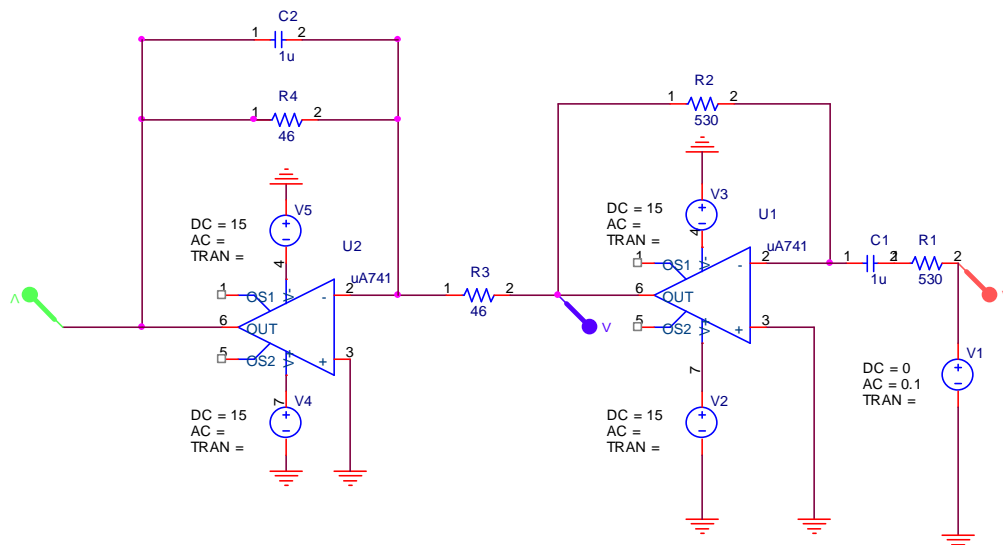 C2
1 2
1u
R4
1 2
46
R2
1 2
530
V5
DC = 15
AC =
TRAN =
4
U2
uA741
1
OS1
V-
2
-
6
OUT
5
OS2
V+
+
3
7
V4
DC = 15
AC =
TRAN =
R3
1 2
46
V
V
V3
DC = 15
AC =
TRAN =
4
U1
uA741
1
OS1
V-
2
-
6
OUT
5
OS2
V+
+
3
7
V2
DC = 15
AC =
TRAN =
C1
1 2
1u
R1
1 2
530
V1
DC = 0
AC = 0.1
TRAN =